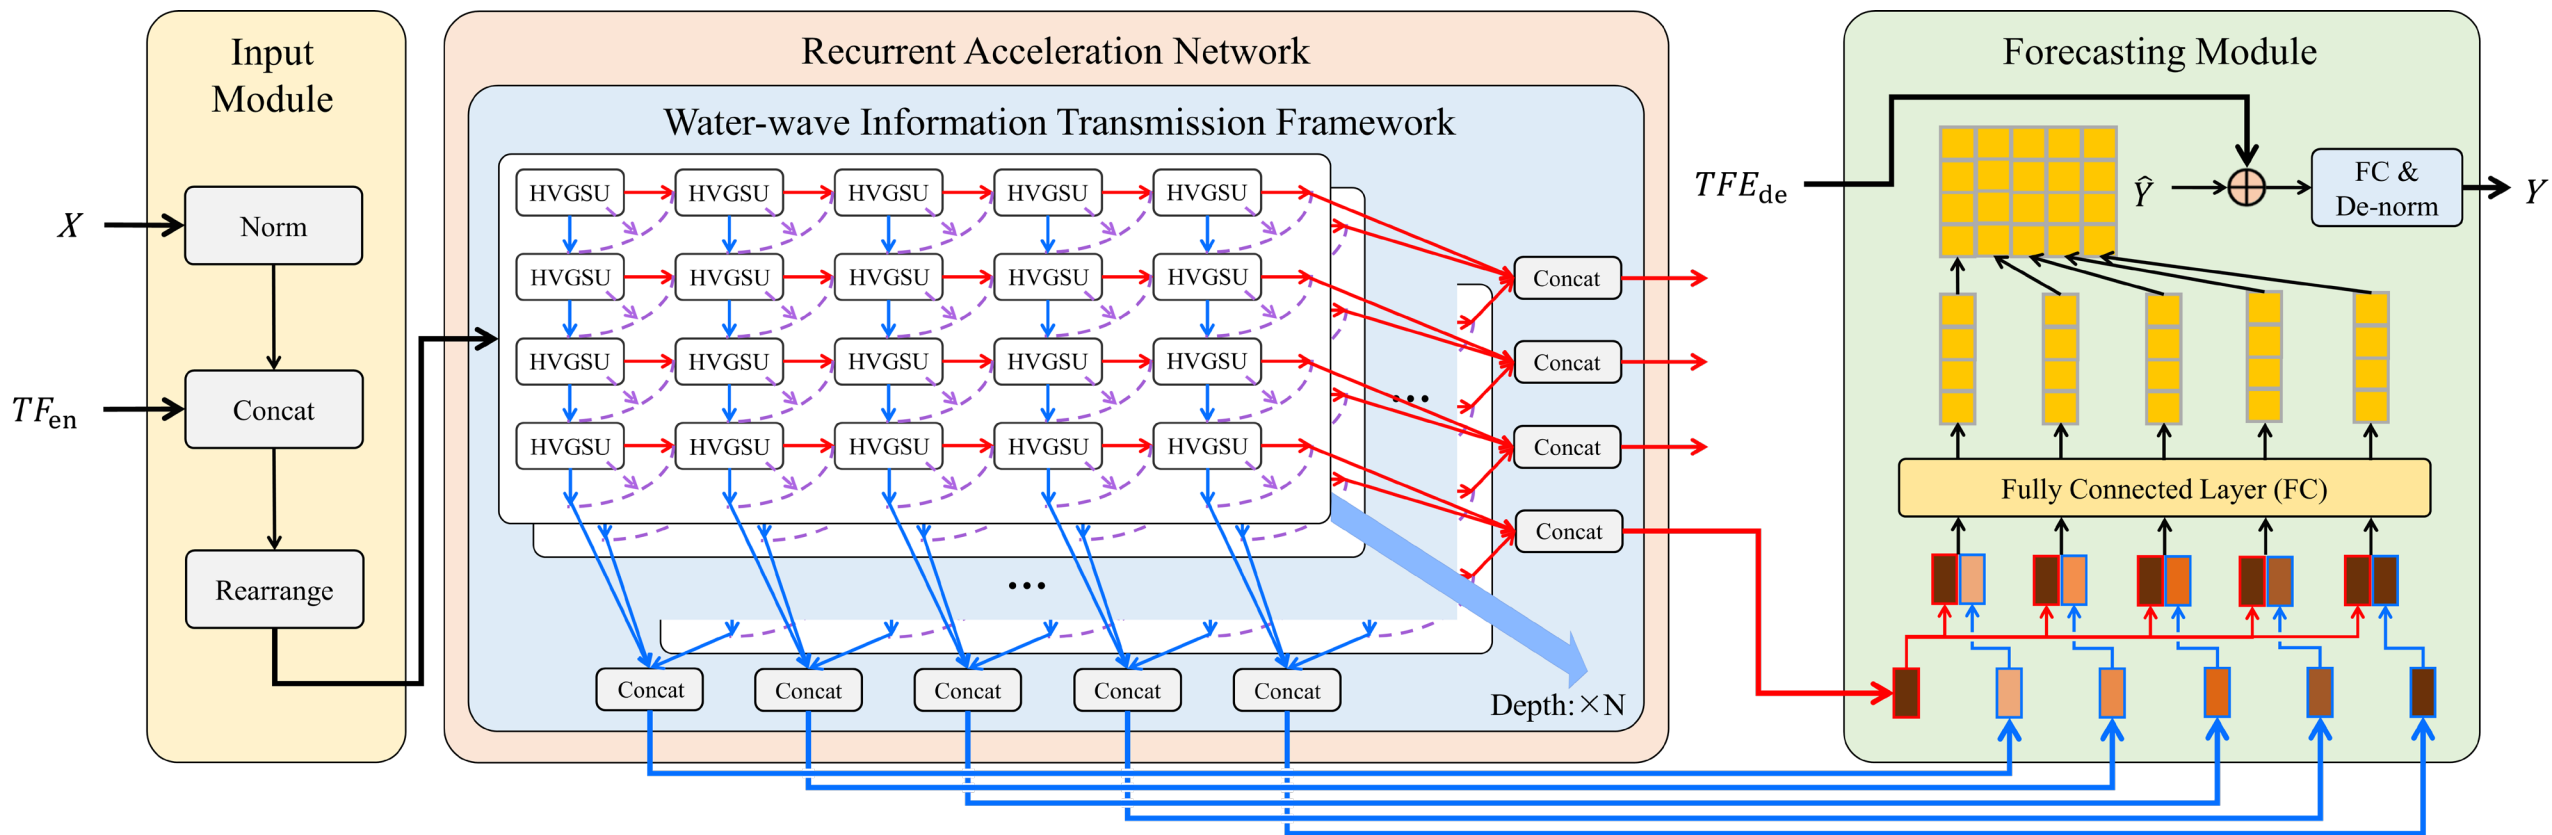 Input
Module
X
Norm
TF_en
Concat
Rearrange
Recurrent Acceleration Network
Water-wave Information Transmission Framework
HVGSU HVGSU HVGSU HVGSU HVGSU
HVGSU HVGSU HVGSU HVGSU HVGSU
HVGSU HVGSU HVGSU HVGSU HVGSU
HVGSU HVGSU HVGSU HVGSU HVGSU
...
...
Concat
Concat
Concat
Concat
Concat Concat Concat Concat Concat
Depth: ×N
Forecasting Module
TFE_de
Ŷ
FC &
De-norm
Y
Fully Connected Layer (FC)